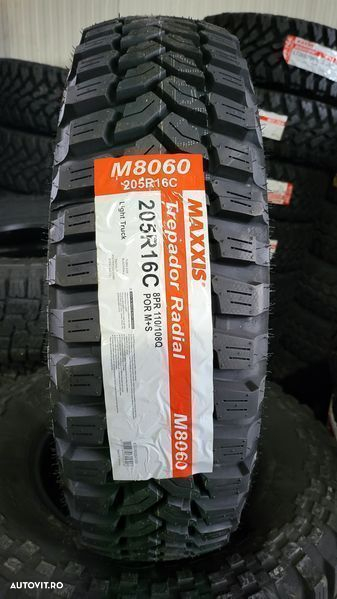 M8060
205R16C
MAXXIS
Trepador Radial
M8060
205R16C
8PR 110/108Q
POR M+S
Light Truck
AUTOVIT.RO